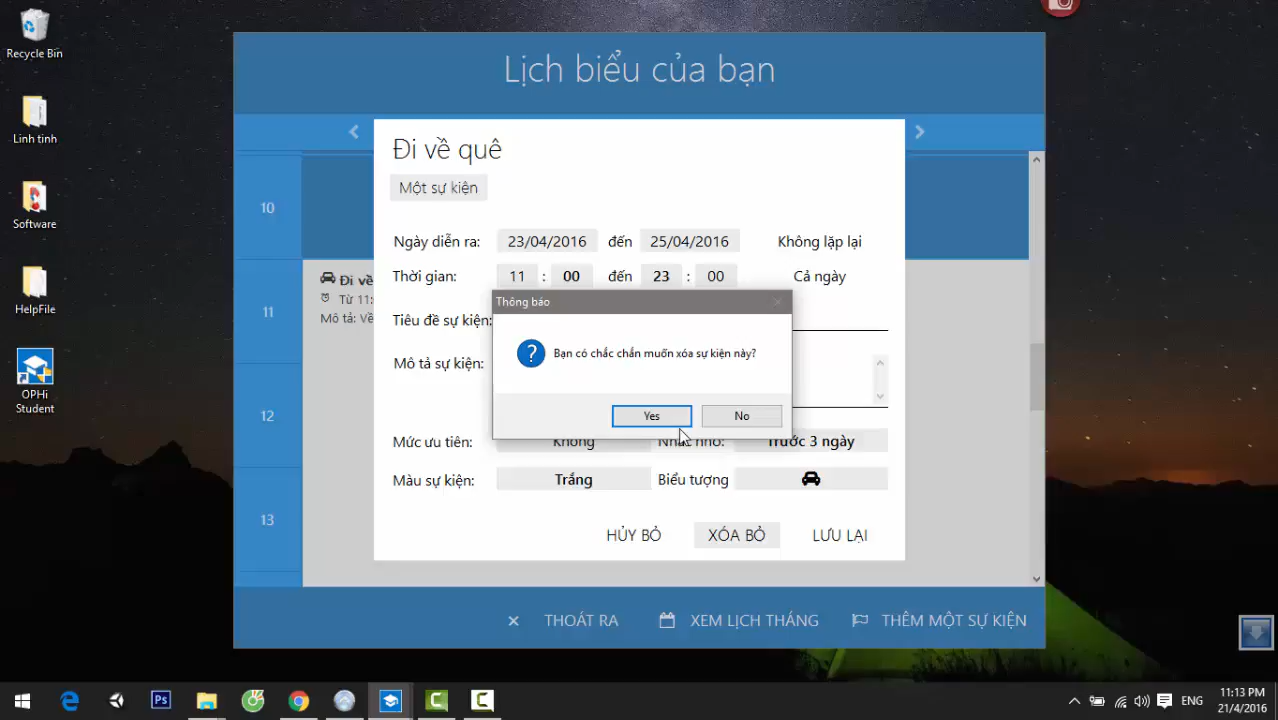 Recycle Bin
Linh tinh
Software
HelpFile
OPHi
Student
Lịch biểu của bạn
10
11
12
13
Đi về
Từ 11:
Mô tả: Về
Đi về quê
Một sự kiện
Ngày diễn ra: 23/04/2016 đến 25/04/2016 Không lặp lại
Thời gian: 11 : 00 đến 23 : 00 Cả ngày
Tiêu đề sự kiện:
Mô tả sự kiện:
Thông báo
Bạn có chắc chắn muốn xóa sự kiện này?
Yes No
Mức ưu tiên: Không Nhắc nhở: Trước 3 ngày
Màu sự kiện: Trắng Biểu tượng
HỦY BỎ XÓA BỎ LƯU LẠI
THOÁT RA XEM LỊCH THÁNG THÊM MỘT SỰ KIỆN
Ps
ENG
11:13 PM
21/4/2016